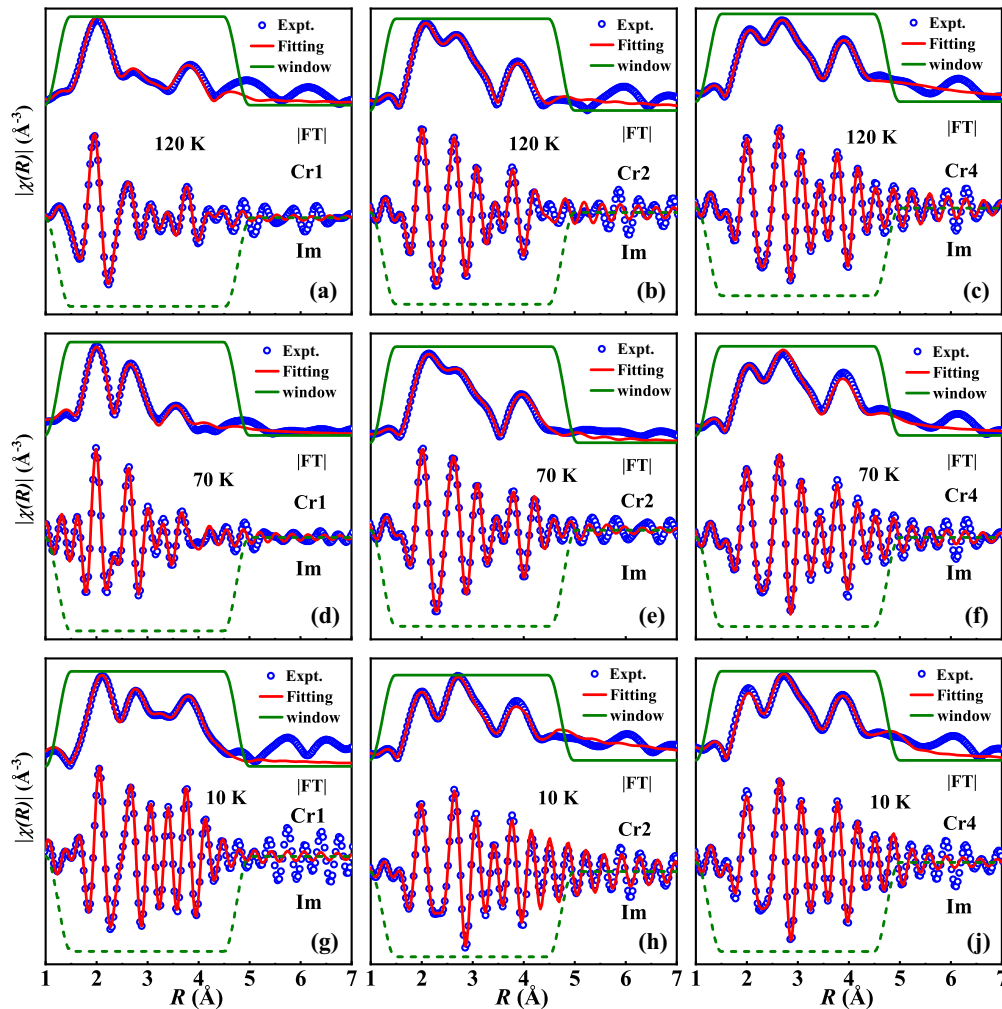 Expt.
Fitting
window
120 K
|FT|
Cr1
Im
(a)
Expt.
Fitting
window
120 K
|FT|
Cr2
Im
(b)
Expt.
Fitting
window
120 K
|FT|
Cr4
Im
(c)
|χ(R)| (Å⁻³)
Expt.
Fitting
window
70 K
|FT|
Cr1
Im
(d)
Expt.
Fitting
window
70 K
|FT|
Cr2
Im
(e)
Expt.
Fitting
window
70 K
|FT|
Cr4
Im
(f)
|χ(R)| (Å⁻³)
Expt.
Fitting
window
10 K
|FT|
Cr1
Im
(g)
Expt.
Fitting
window
10 K
|FT|
Cr2
Im
(h)
Expt.
Fitting
window
10 K
|FT|
Cr4
Im
(j)
|χ(R)| (Å⁻³)
1 2 3 4 5 6 7
1 2 3 4 5 6 7
1 2 3 4 5 6 7
R (Å)
R (Å)
R (Å)